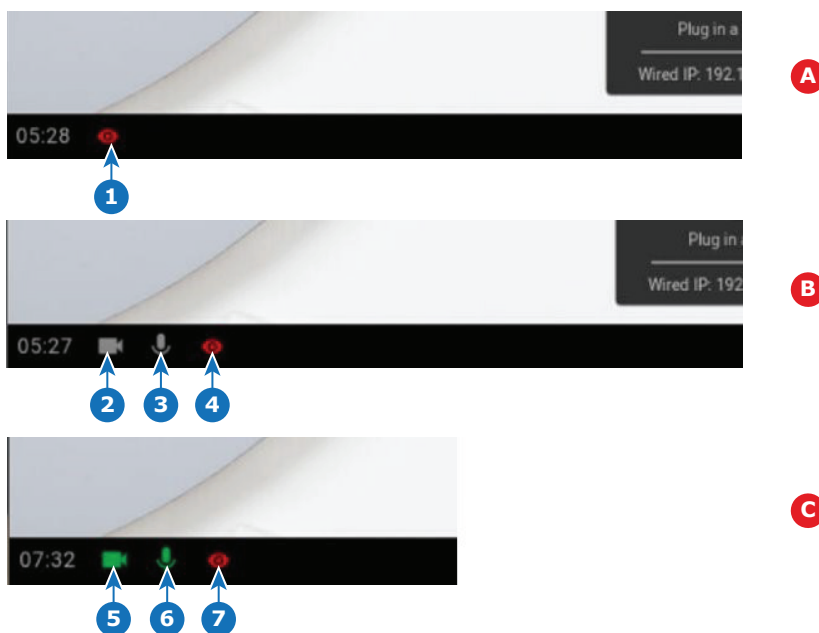 Plug in a
Wired IP: 192.1
A
05:28
1
Plug in
Wired IP: 192
B
05:27
2 3 4
C
07:32
5 6 7